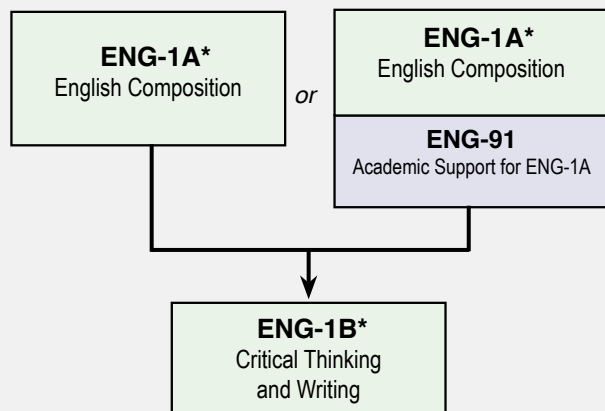 ENG-1A*
English Composition
or
ENG-1A*
English Composition
ENG-91
Academic Support for ENG-1A
ENG-1B*
Critical Thinking
and Writing